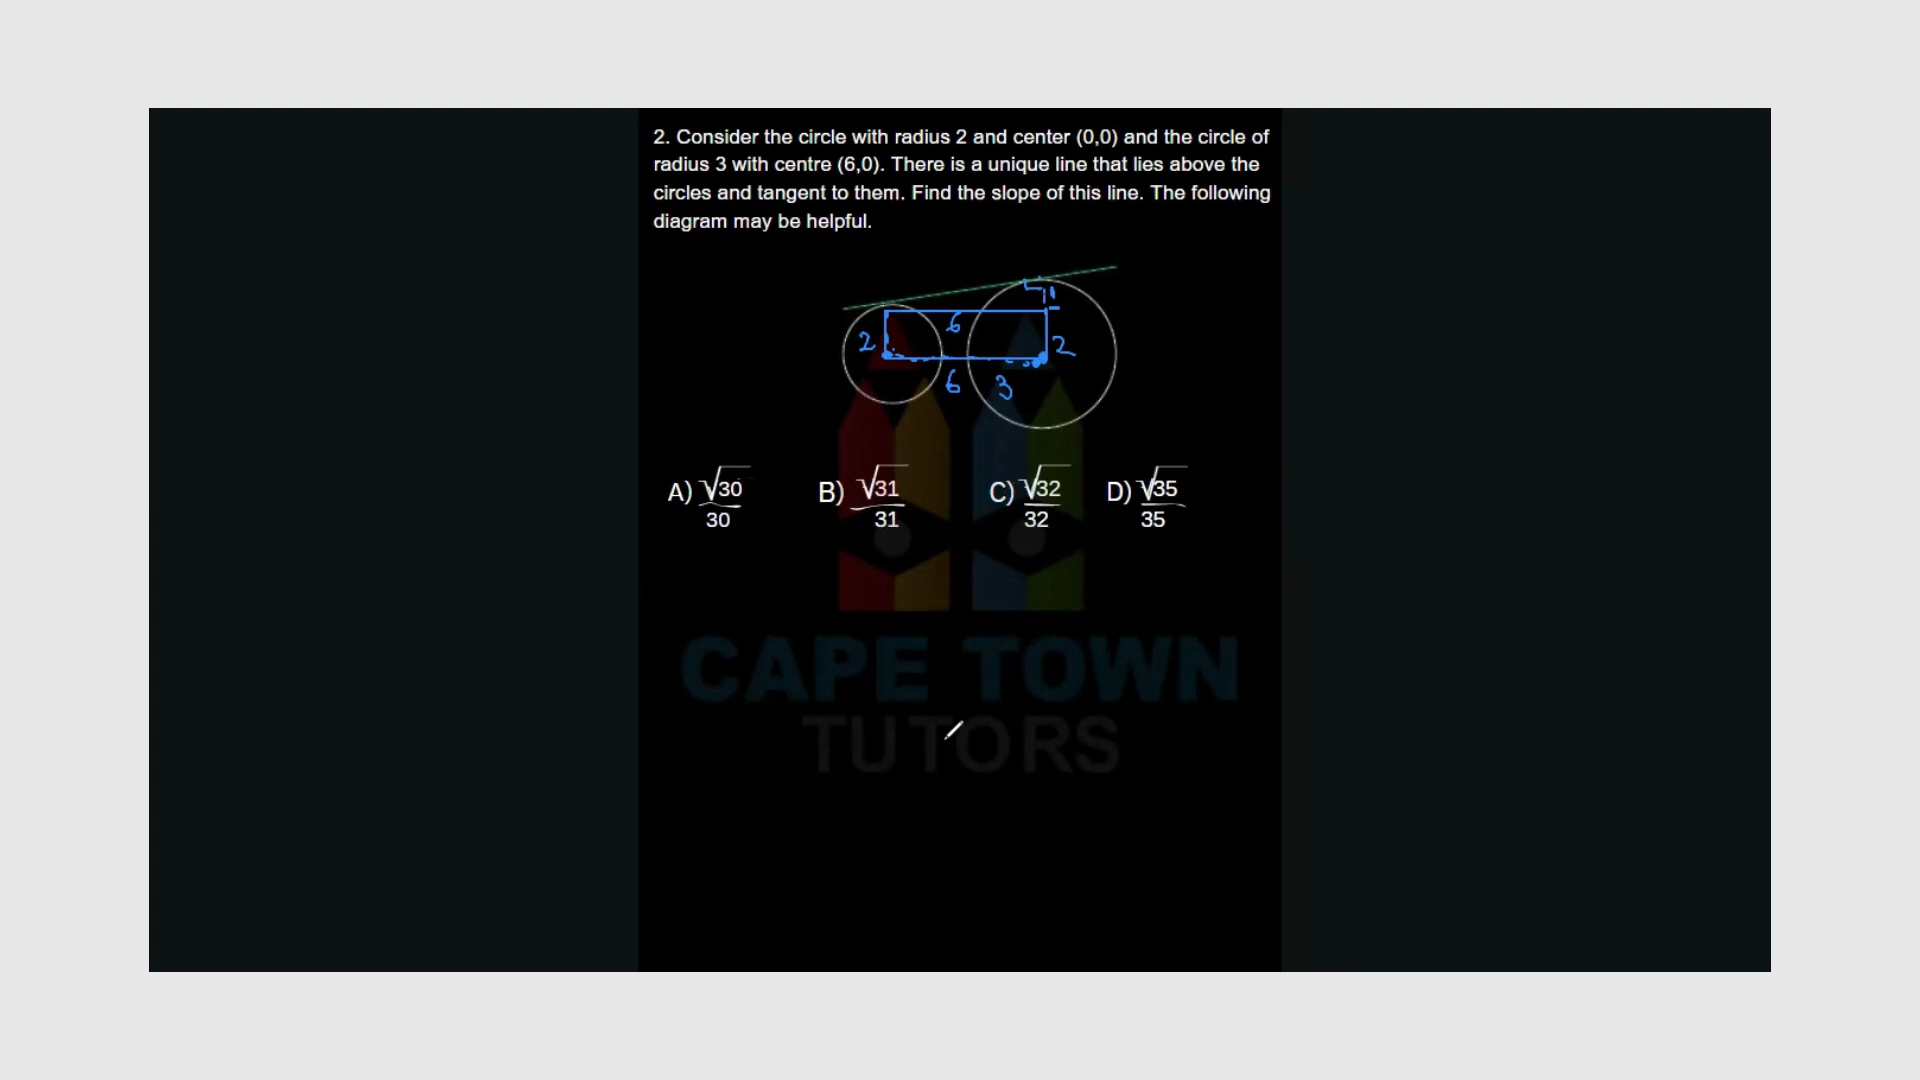 2. Consider the circle with radius 2 and center (0,0) and the circle of
radius 3 with centre (6,0). There is a unique line that lies above the
circles and tangent to them. Find the slope of this line. The following
diagram may be helpful.
1
6
2 2
6 3
A) √30/30 B) √31/31 C) √32/32 D) √35/35
CAPE TOWN
TUTORS